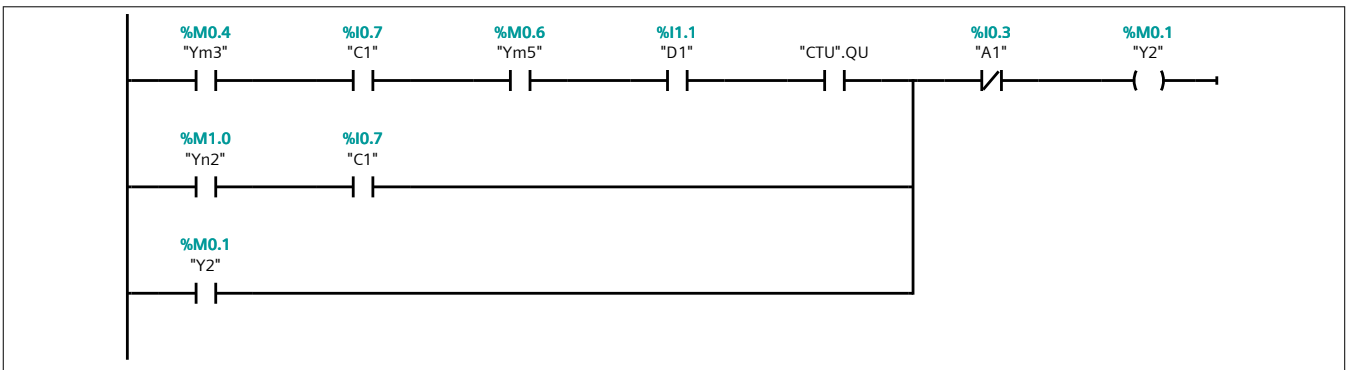 %M0.4 %I0.7 %M0.6 %I1.1 %I0.3 %M0.1
"Ym3" "C1" "Ym5" "D1" "CTU".QU "A1" "Y2"
%M1.0 %I0.7
"Yn2" "C1"
%M0.1
"Y2"